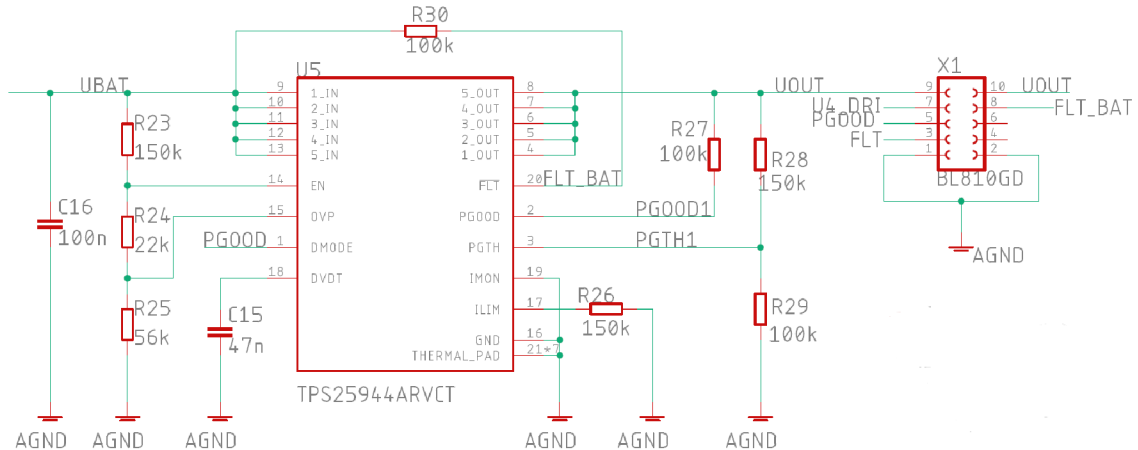 R30
100k
U5
X1
UBAT
9
1_IN
5_OUT
8
UOUT
9
10
UOUT
10
2_IN
4_OUT
7
U4_DRI
7
8
FLT_BAT
R23
11
3_IN
3_OUT
6
R27
PGOOD
5
6
150k
12
4_IN
2_OUT
5
100k
FLT
3
4
13
5_IN
1_OUT
4
R28
1
2
14
EN
FLT
20
FLT_BAT
150k
BL810GD
C16
R24
15
OVP
PGOOD
2
PGOOD1
100n
22k
PGOOD
1
DMODE
PGTH
3
PGTH1
AGND
18
DVDT
IMON
19
R25
C15
ILIM
17
R26
R29
56k
47n
150k
100k
GND
16
THERMAL_PAD
21*7
TPS25944ARVCT
AGND
AGND
AGND
AGND
AGND
AGND